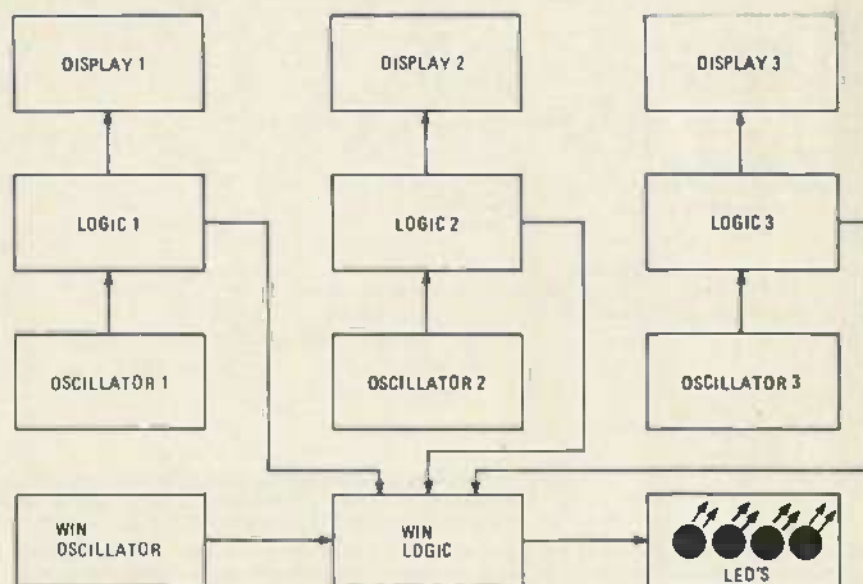 DISPLAY 1
DISPLAY 2
DISPLAY 3
LOGIC 1
LOGIC 2
LOGIC 3
OSCILLATOR 1
OSCILLATOR 2
OSCILLATOR 3
WIN
OSCILLATOR
WIN
LOGIC
LED'S